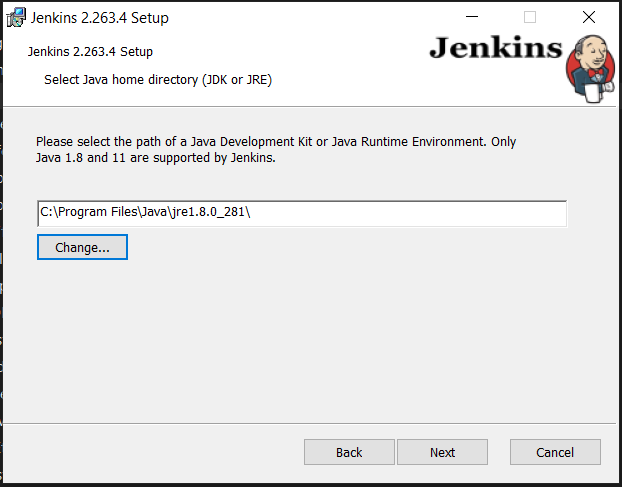 Jenkins 2.263.4 Setup
Jenkins 2.263.4 Setup
Jenkins
Select Java home directory (JDK or JRE)
Please select the path of a Java Development Kit or Java Runtime Environment. Only
Java 1.8 and 11 are supported by Jenkins.
C:\Program Files\Java\jre1.8.0_281\
Change...
Back
Next
Cancel